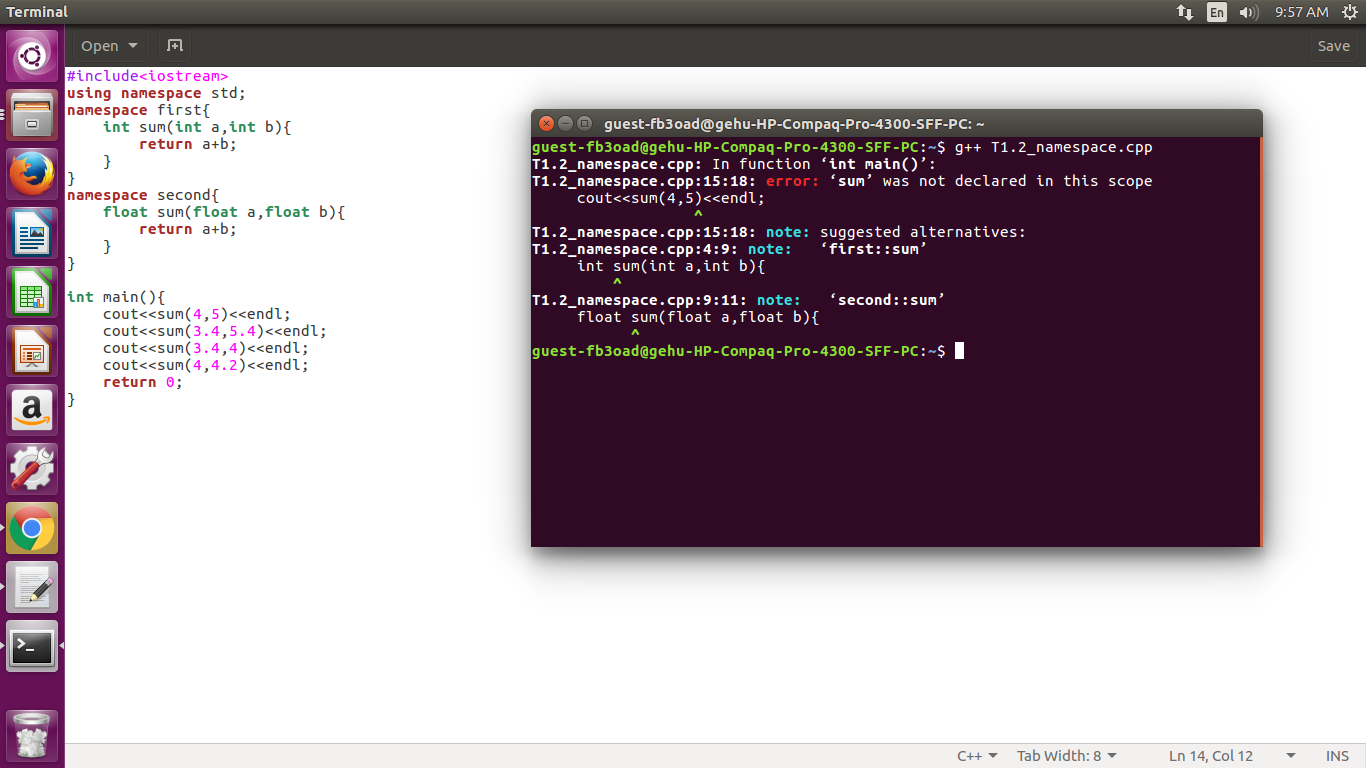 Terminal
En
9:57 AM
Open
Save
#include<iostream>
using namespace std;
namespace first{
    int sum(int a,int b){
        return a+b;
    }
}
namespace second{
    float sum(float a,float b){
        return a+b;
    }
}
int main(){
    cout<<sum(4,5)<<endl;
    cout<<sum(3.4,5.4)<<endl;
    cout<<sum(3.4,4)<<endl;
    cout<<sum(4,4.2)<<endl;
    return 0;
}
guest-fb3oad@gehu-HP-Compaq-Pro-4300-SFF-PC: ~
guest-fb3oad@gehu-HP-Compaq-Pro-4300-SFF-PC:~$ g++ T1.2_namespace.cpp
T1.2_namespace.cpp: In function ‘int main()’:
T1.2_namespace.cpp:15:18: error: ‘sum’ was not declared in this scope
     cout<<sum(4,5)<<endl;
                  ^
T1.2_namespace.cpp:15:18: note: suggested alternatives:
T1.2_namespace.cpp:4:9: note:   ‘first::sum’
     int sum(int a,int b){
         ^
T1.2_namespace.cpp:9:11: note:   ‘second::sum’
     float sum(float a,float b){
           ^
guest-fb3oad@gehu-HP-Compaq-Pro-4300-SFF-PC:~$
a
>_
C++
Tab Width: 8
Ln 14, Col 12
INS